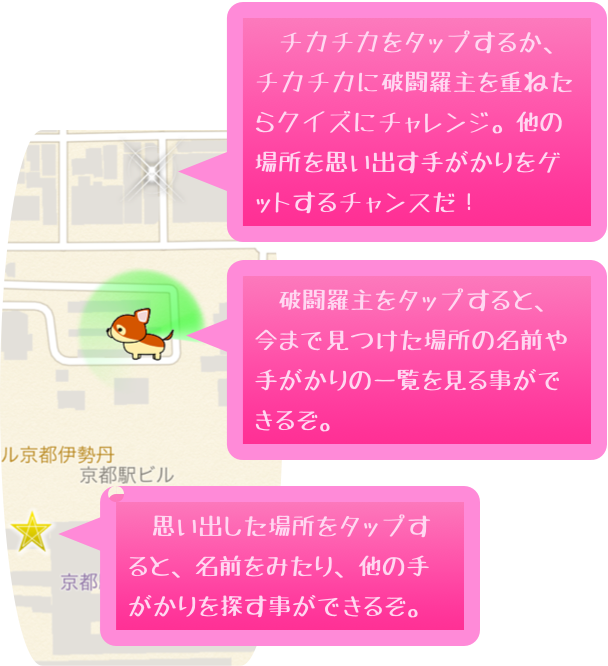 チカチカをタップするか、
チカチカに破闘羅主を重ねた
らクイズにチャレンジ。他の
場所を思い出す手がかりをゲ
ットするチャンスだ！
破闘羅主をタップすると、
今まで見つけた場所の名前や
手がかりの一覧を見る事がで
きるぞ。
ル京都伊勢丹
京都駅ビル
思い出した場所をタップす
ると、名前をみたり、他の手
がかりを探す事ができるぞ。
京都